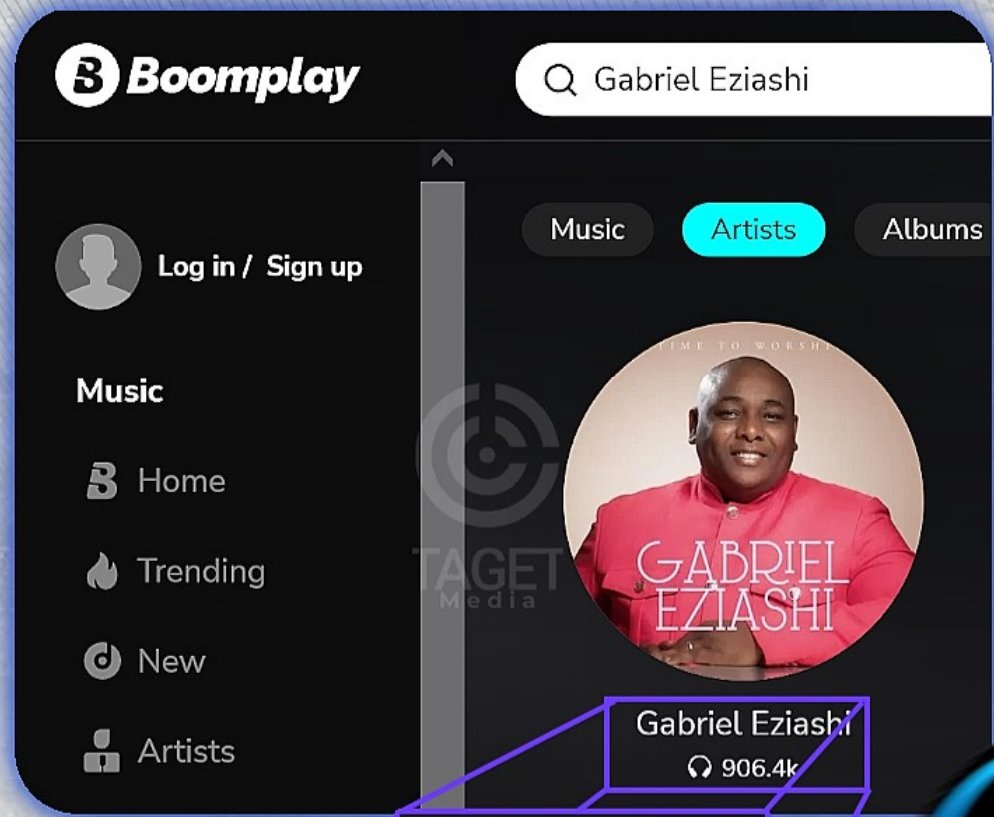 Boomplay
Gabriel Eziashi
Music Artists Albums
Log in / Sign up
TIME TO WORSHI
Music
Home
Trending
New
Artists
TAGET
Media
GABRIEL
EZIASHI
Gabriel Eziashi
906.4k